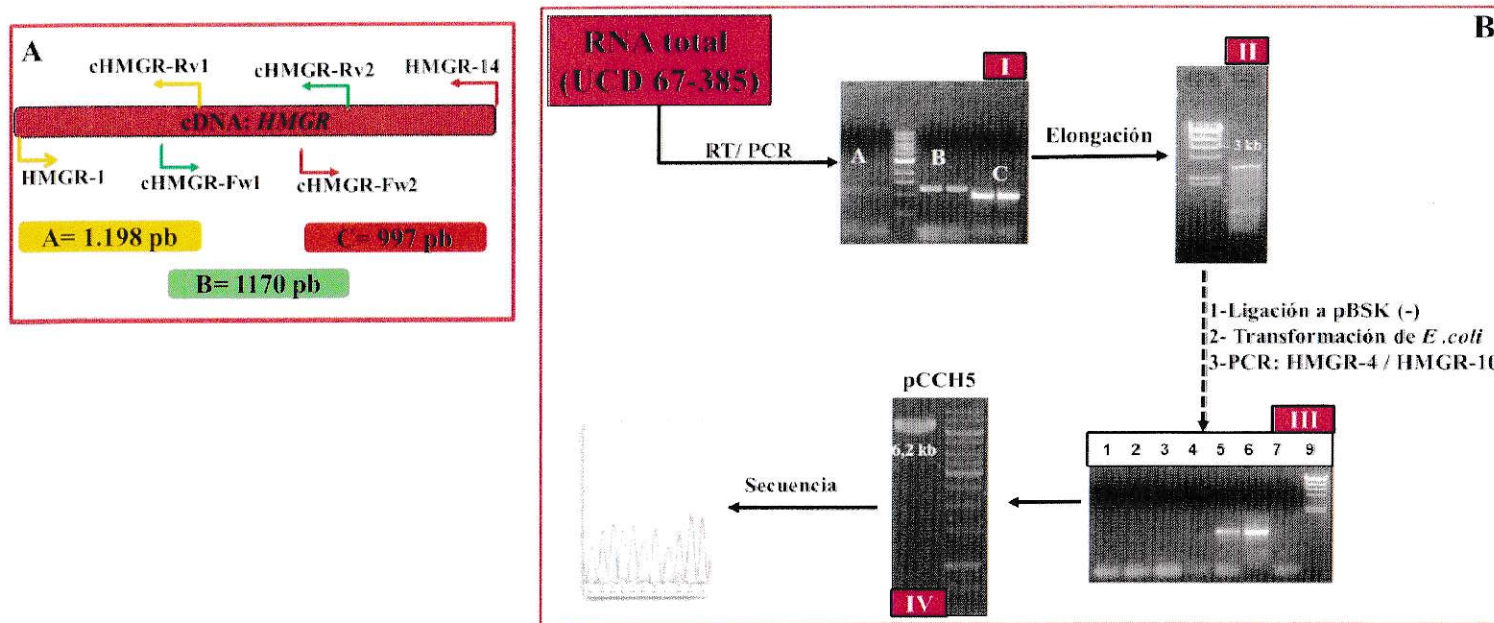 A
cHMGR-Rv1
cHMGR-Rv2
HMGR-14
cDNA: HMGR
HMGR-1
cHMGR-Fw1
cHMGR-Fw2
A= 1.198 pb
C= 997 pb
B= 1170 pb
B
RNA total
(UCD 67-385)
RT/ PCR
I
A
B
C
Elongación
II
3 kb
1-Ligación a pBSK (-)
2- Transformación de E .coli
3-PCR: HMGR-4 / HMGR-10
III
1 2 3 4 5 6 7 9
pCCH5
6,2 kb
IV
Secuencia